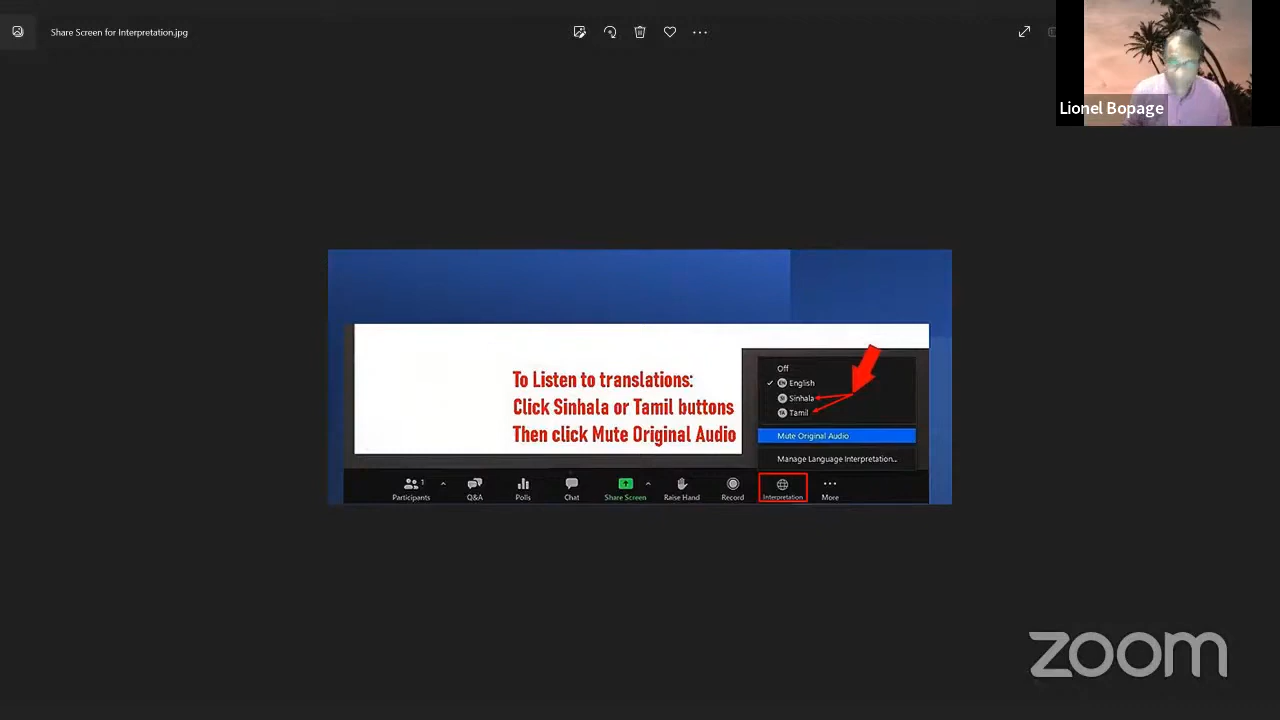 Share Screen for Interpretation.jpg
Lionel Bopage
To Listen to translations:
Click Sinhala or Tamil buttons
Then click Mute Original Audio
Off
EN English
Sinhala
Tamil
Mute Original Audio
Manage Language Interpretation...
1
Participants
Q&A
Polls
Chat
Share Screen
Raise Hand
Record
Interpretation
More
zoom